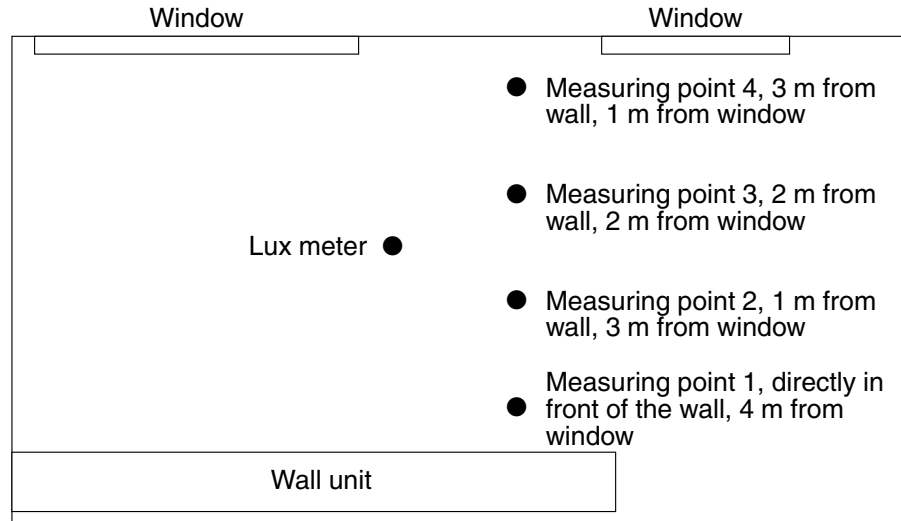 Window
Window
Measuring point 4, 3 m from
wall, 1 m from window
Measuring point 3, 2 m from
wall, 2 m from window
Lux meter
Measuring point 2, 1 m from
wall, 3 m from window
Measuring point 1, directly in
front of the wall, 4 m from
window
Wall unit